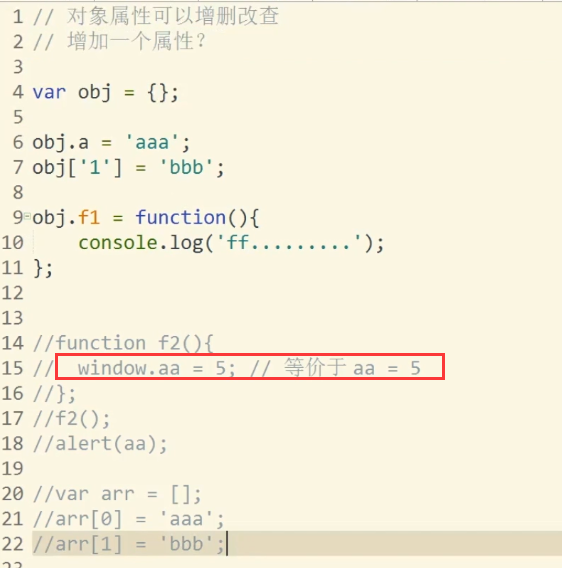 1 // 对象属性可以增删改查
2 // 增加一个属性?
3
4 var obj = {};
5
6 obj.a = 'aaa';
7 obj['1'] = 'bbb';
8
9 obj.f1 = function(){
10     console.log('ff.........');
11 };
12
13
14 //function f2(){
15 //  window.aa = 5; // 等价于 aa = 5
16 //};
17 //f2();
18 //alert(aa);
19
20 //var arr = [];
21 //arr[0] = 'aaa';
22 //arr[1] = 'bbb';
23